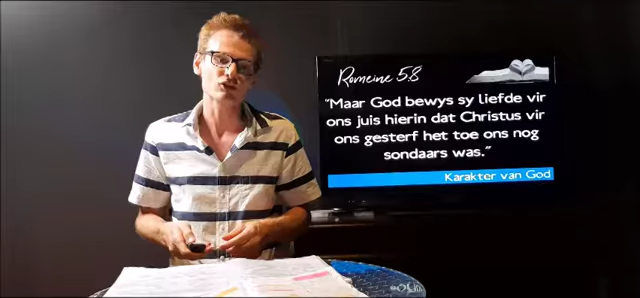 Romeine 5:8
"Maar God bewys sy liefde vir
ons juis hierin dat Christus vir
ons gesterf het toe ons nog
sondaars was."
Karakter van God